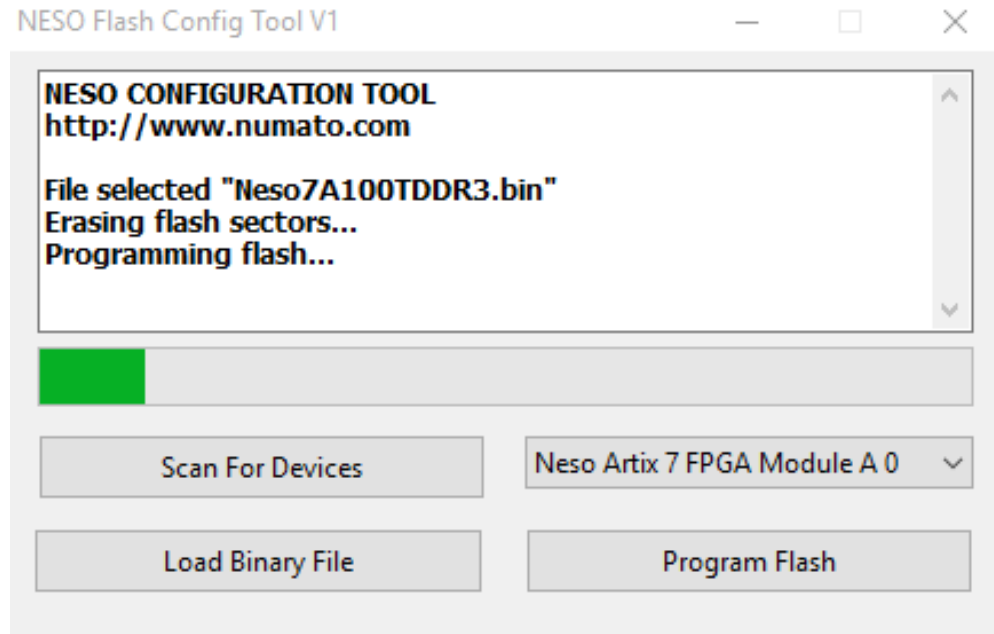 NESO Flash Config Tool V1
NESO CONFIGURATION TOOL
http://www.numato.com
File selected "Neso7A100TDDR3.bin"
Erasing flash sectors...
Programming flash...
Scan For Devices
Neso Artix 7 FPGA Module A 0
Load Binary File
Program Flash